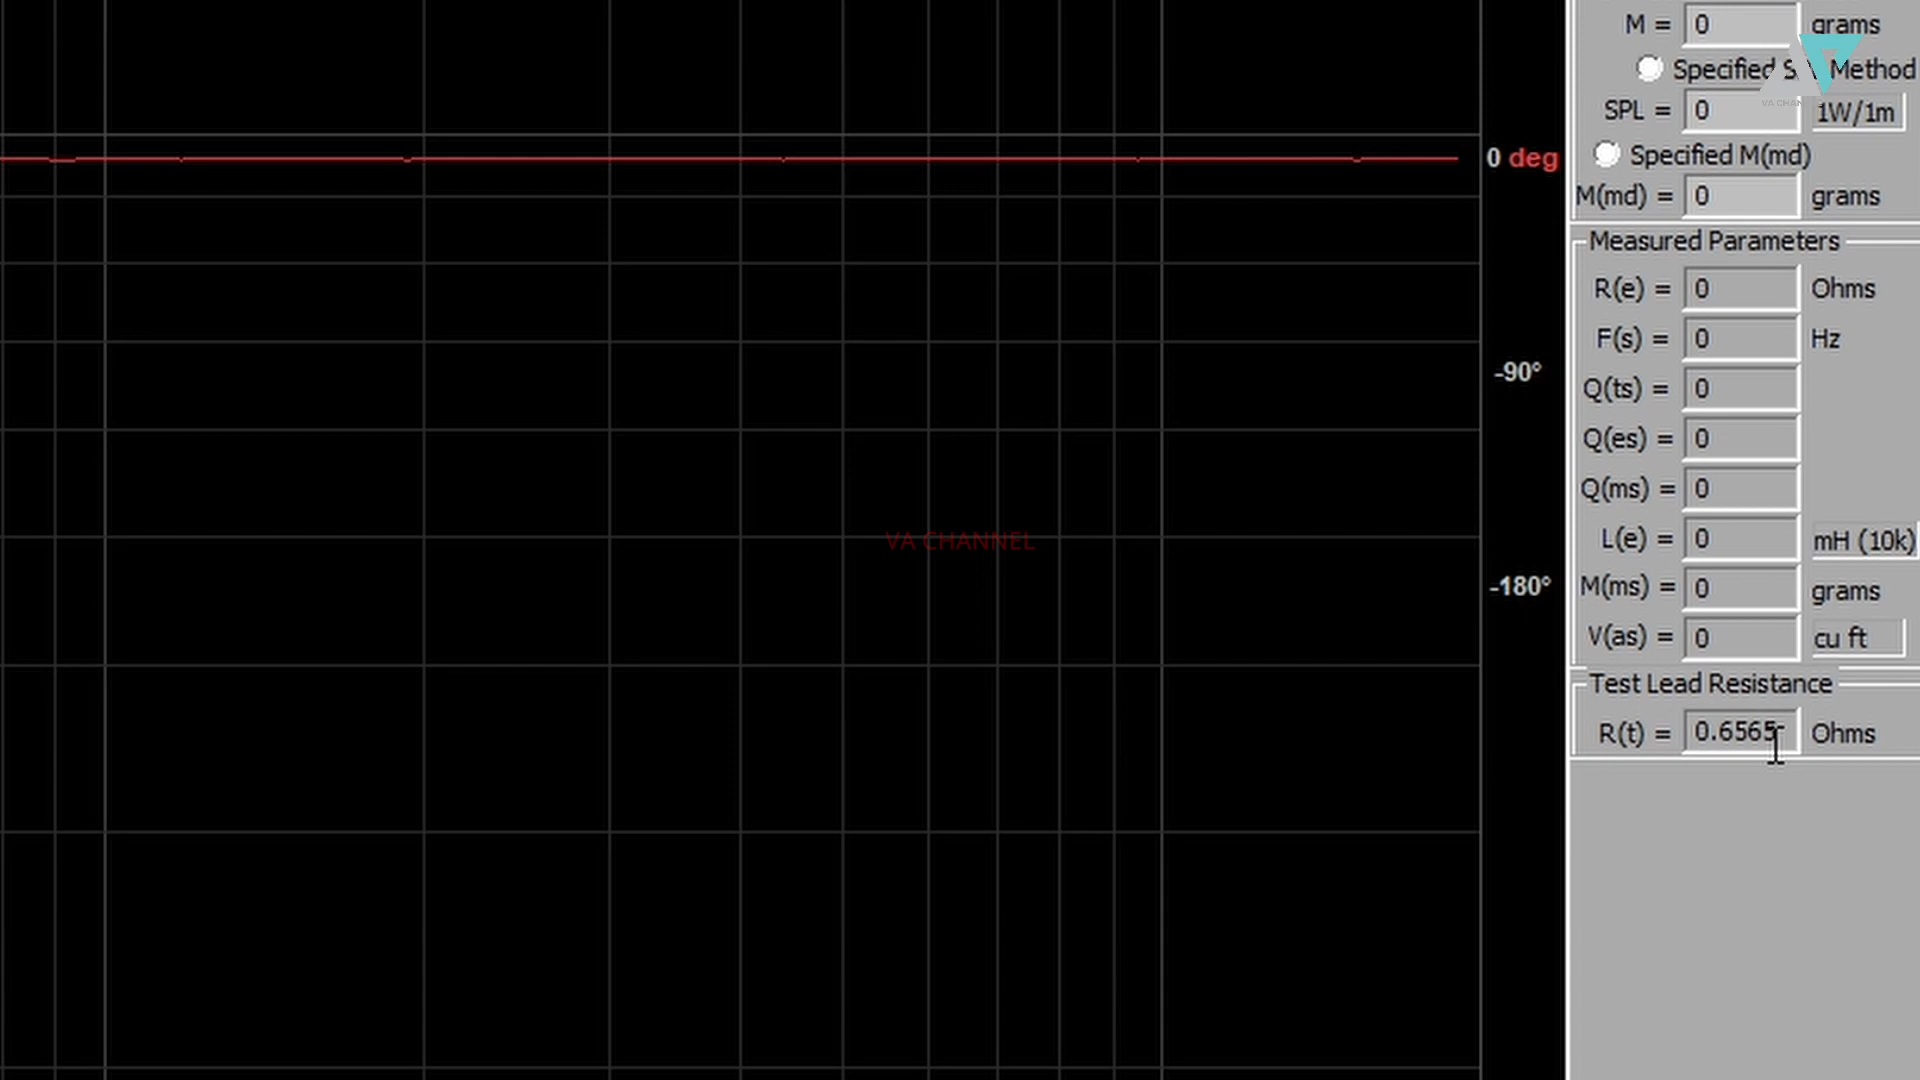 M = 0 grams
Specified S Method
SPL = 0 1W/1m
0 deg
Specified M(md)
M(md) = 0 grams
Measured Parameters
R(e) = 0 Ohms
F(s) = 0 Hz
-90°
Q(ts) = 0
Q(es) = 0
Q(ms) = 0
VA CHANNEL
L(e) = 0 mH (10k)
-180°
M(ms) = 0 grams
V(as) = 0 cu ft
Test Lead Resistance
R(t) = 0.6565 Ohms